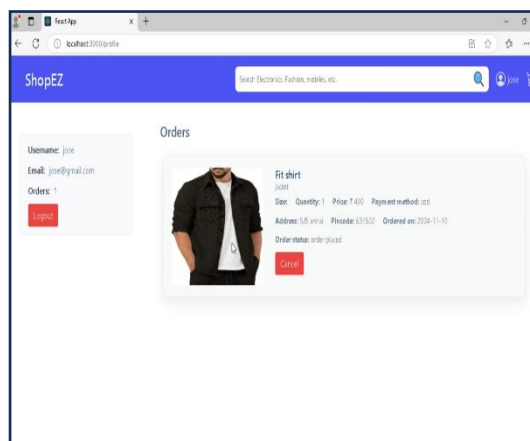 React App
localhost:3000/profile
ShopEZ
Search Electronics, Fashion, mobiles, etc.
jose
Orders
Username: jose
Email: jose@gmail.com
Orders: 1
Logout
Fit shirt
jacket
Size: Quantity: 1 Price: ₹ 400 Payment method: cod
Address: 5/5 annai Pincode: 631502 Ordered on: 2024-11-10
Order status: order placed
Cancel